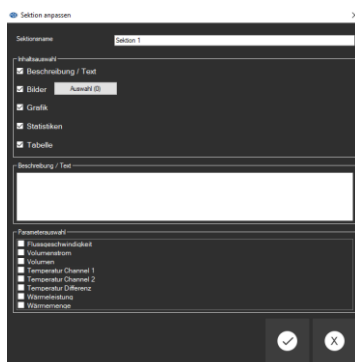 Sektion anpassen
Sektionsname
Sektion 1
Inhaltsauswahl
Beschreibung / Text
Bilder
Auswahl (0)
Grafik
Statistiken
Tabelle
Beschreibung / Text
Parameterauswahl
Flussgeschwindigkeit
Volumenstrom
Volumen
Temperatur Channel 1
Temperatur Channel 2
Temperatur Differenz
Wärmeleistung
Wärmemenge
X